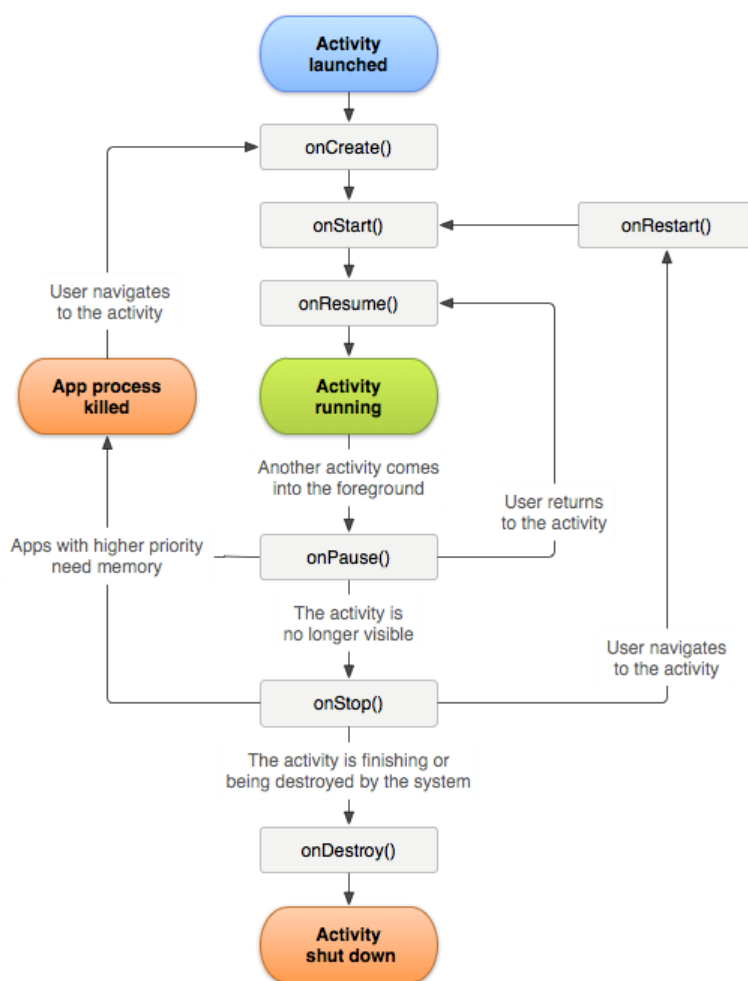 Activity
launched
onCreate()
onStart()
onRestart()
User navigates
to the activity
onResume()
App process
killed
Activity
running
Another activity comes
into the foreground
User returns
to the activity
Apps with higher priority
need memory
onPause()
The activity is
no longer visible
User navigates
to the activity
onStop()
The activity is finishing or
being destroyed by the system
onDestroy()
Activity
shut down